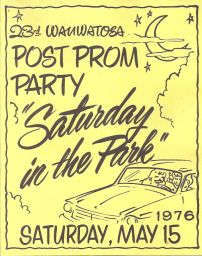 23rd WAUWATOSA
POST PROM
PARTY
"Saturday
in the Park"
1976
SATURDAY, MAY 15